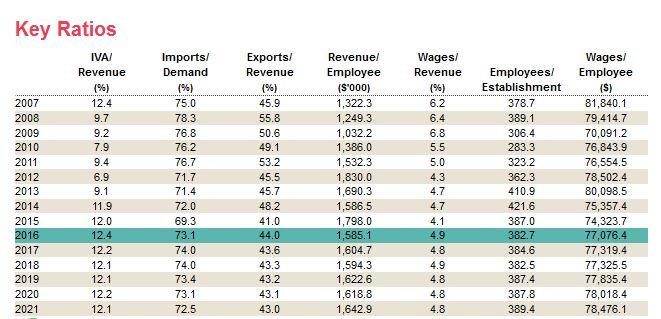 Key Ratios
IVA/ Imports/ Exports/ Revenue/ Wages/ Wages/
Revenue Demand Revenue Employee Revenue Employees/ Employee
(%) (%) (%) ($'000) (%) Establishment ($)
2007 12.4 75.0 45.9 1,322.3 6.2 378.7 81,840.1
2008 9.7 78.3 55.8 1,249.3 6.4 389.1 79,414.7
2009 9.2 76.8 50.6 1,032.2 6.8 306.4 70,091.2
2010 7.9 76.2 49.1 1,386.0 5.5 283.3 76,843.9
2011 9.4 76.7 53.2 1,532.3 5.0 323.2 76,554.5
2012 6.9 71.7 45.5 1,830.0 4.3 362.3 78,502.4
2013 9.1 71.4 45.7 1,690.3 4.7 410.9 80,098.5
2014 11.9 72.0 48.2 1,586.5 4.7 421.6 75,357.4
2015 12.0 69.3 41.0 1,798.0 4.1 387.0 74,323.7
2016 12.4 73.1 44.0 1,585.1 4.9 382.7 77,076.4
2017 12.2 74.0 43.6 1,604.7 4.8 384.6 77,319.4
2018 12.1 74.0 43.3 1,594.3 4.9 382.5 77,325.5
2019 12.1 73.4 43.2 1,622.6 4.8 387.4 77,835.4
2020 12.2 73.1 43.1 1,618.8 4.8 387.8 78,018.4
2021 12.1 72.5 43.0 1,642.9 4.8 389.4 78,476.1